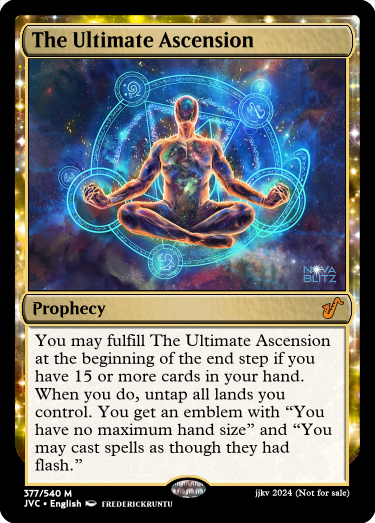 The Ultimate Ascension
NOVA
BLITZ
Prophecy
You may fulfill The Ultimate Ascension
at the beginning of the end step if you
have 15 or more cards in your hand.
When you do, untap all lands you
control. You get an emblem with “You
have no maximum hand size” and “You
may cast spells as though they had
flash.”
377/540 M
JVC • English FREDERICKRUNTU
jjkv 2024 (Not for sale)